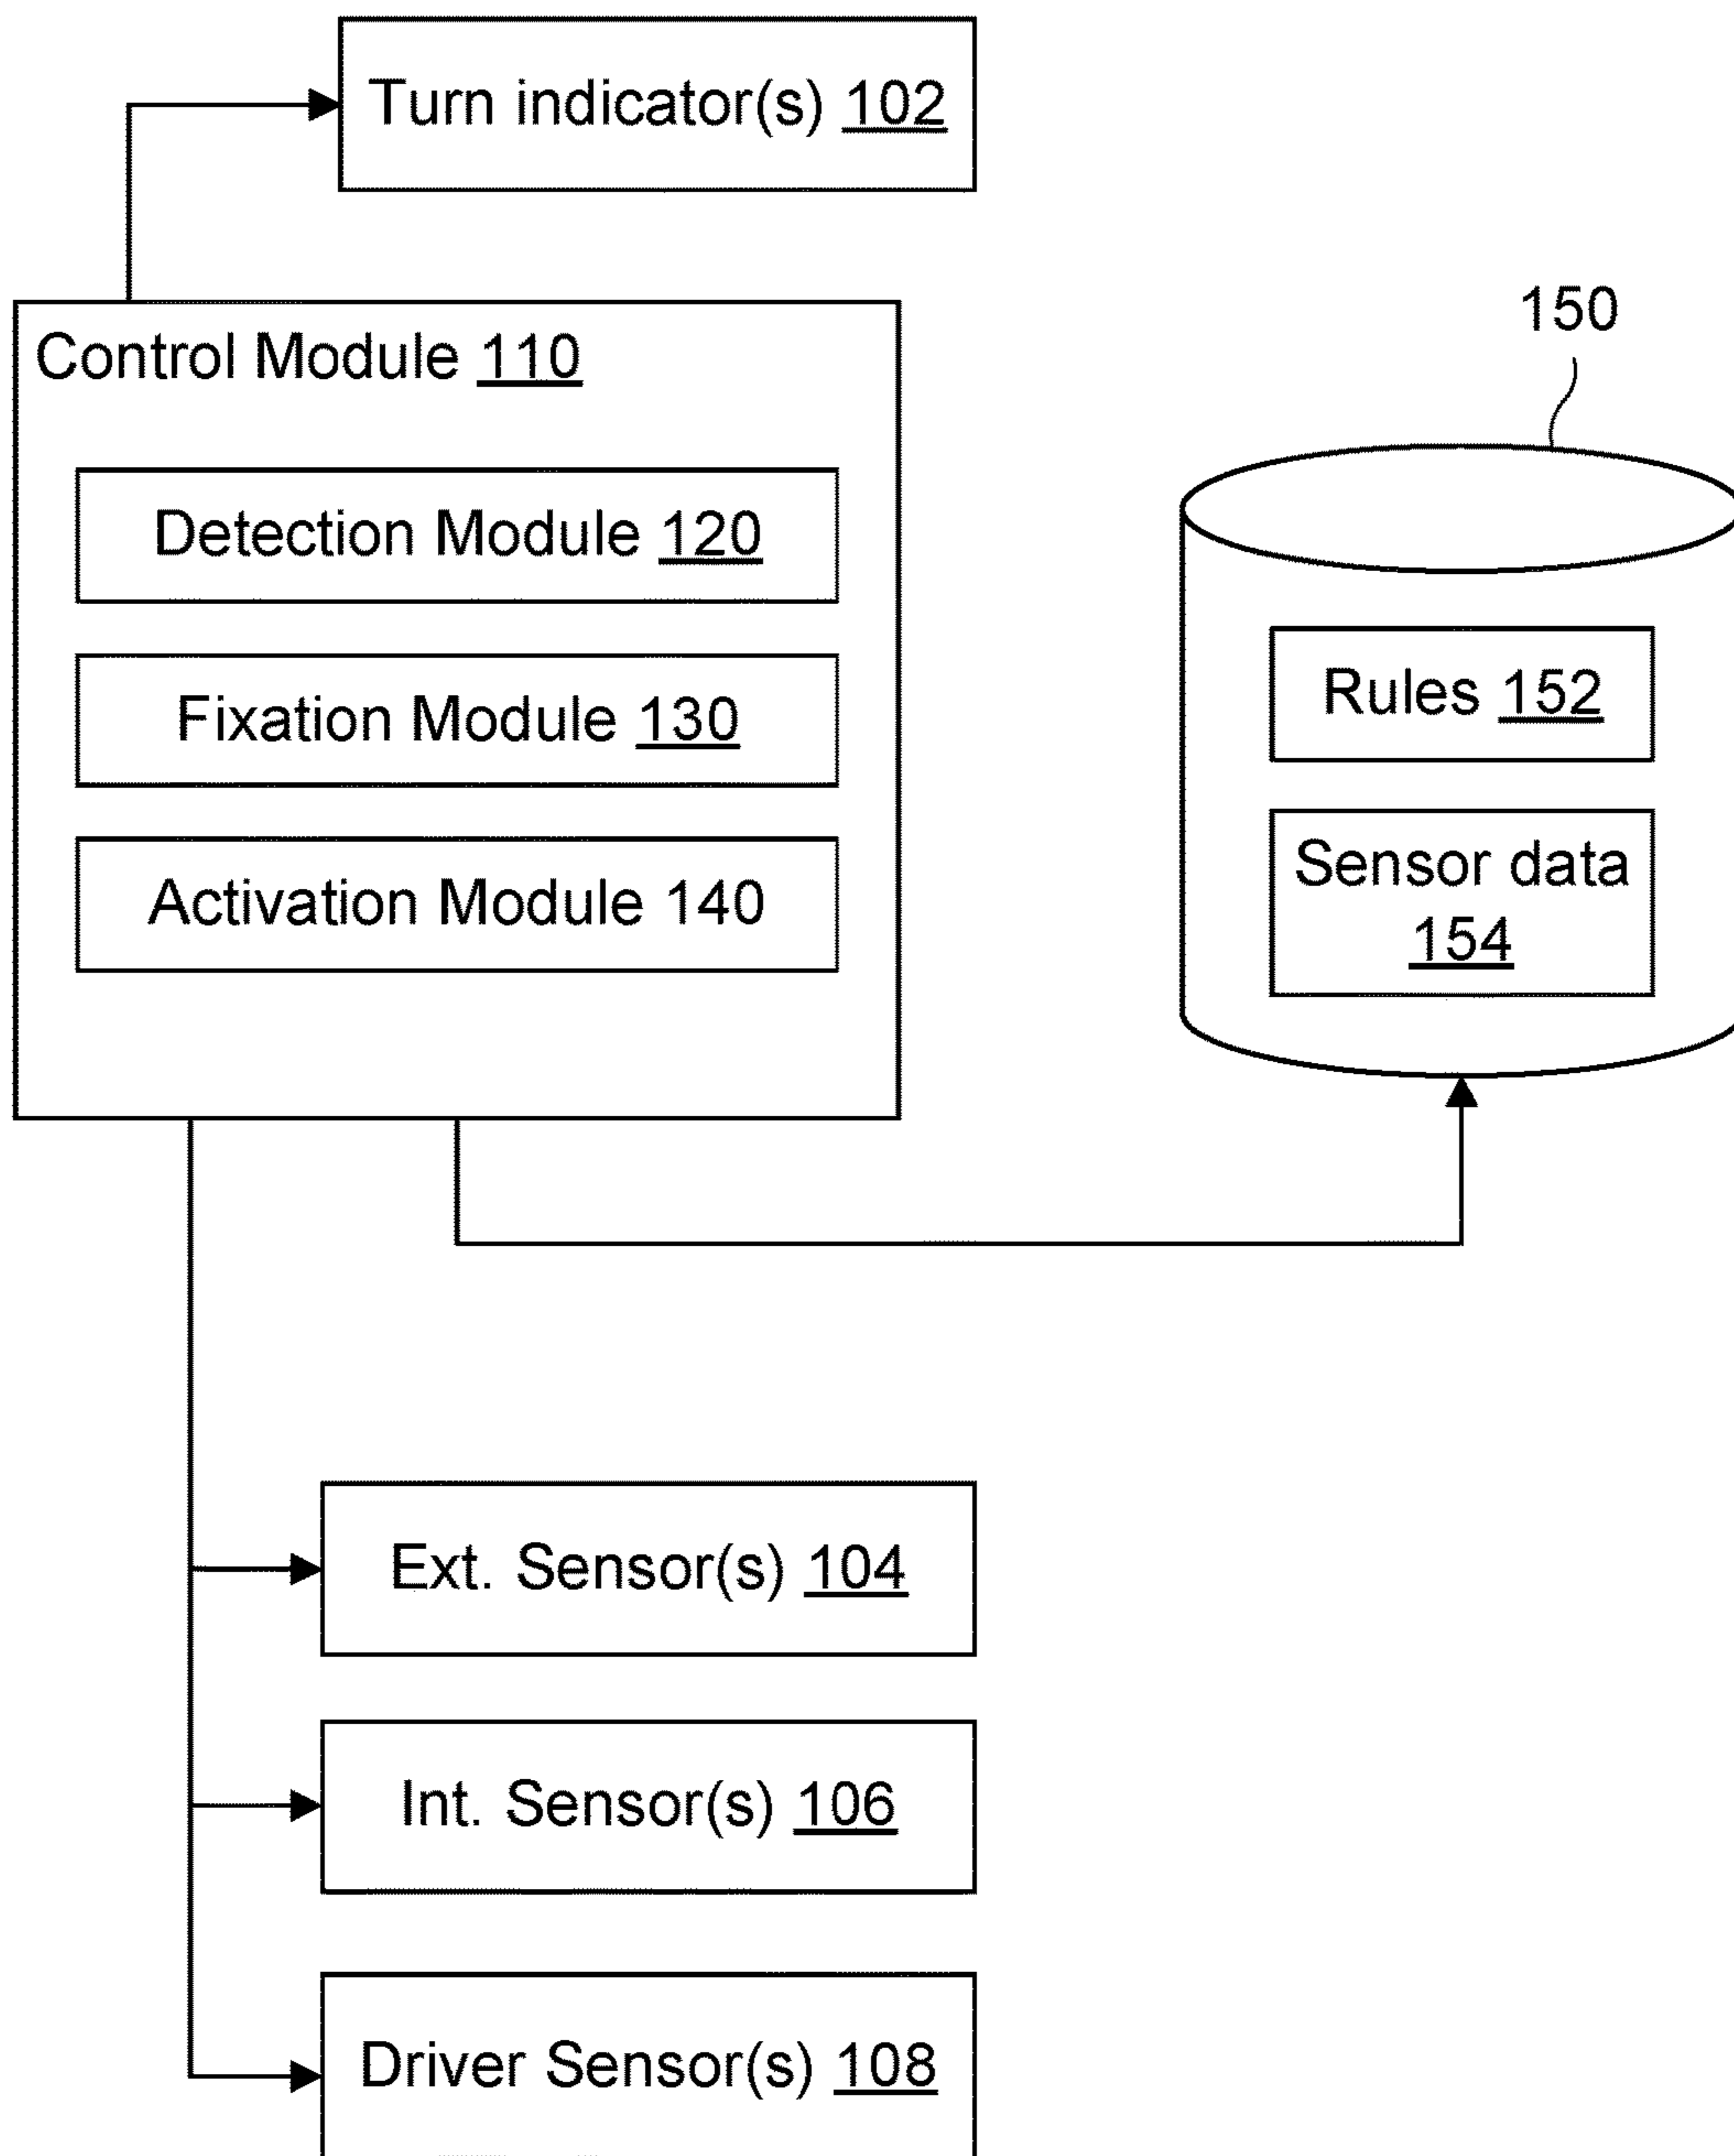 Turn indicator(s) 102
Control Module 110
150
Detection Module 120
Fixation Module 130
Activation Module 140
Rules 152
Sensor data
154
Ext. Sensor(s) 104
Int. Sensor(s) 106
Driver Sensor(s) 108